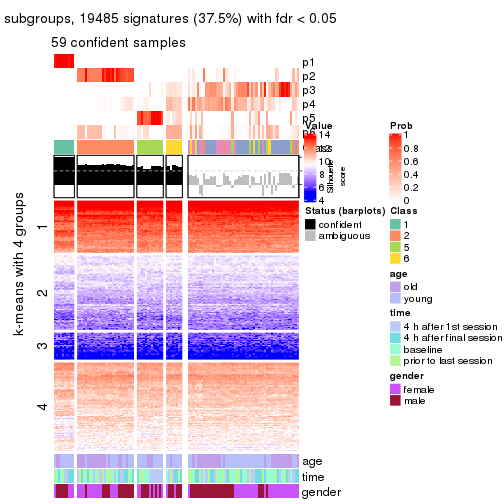 subgroups, 19485 signatures (37.5%) with fdr < 0.05
59 confident samples
p1
p2
p3
p4
p5
Value
14
12
10
8
6
4
Silhouette
score
Prob
1
0.8
0.6
0.4
0.2
0
Status (barplots)
confident
ambiguous
Class
1
2
5
6
age
old
young
time
4 h after 1st session
4 h after final session
baseline
prior to last session
gender
female
male
k-means with 4 groups
1
2
3
4
age
time
gender